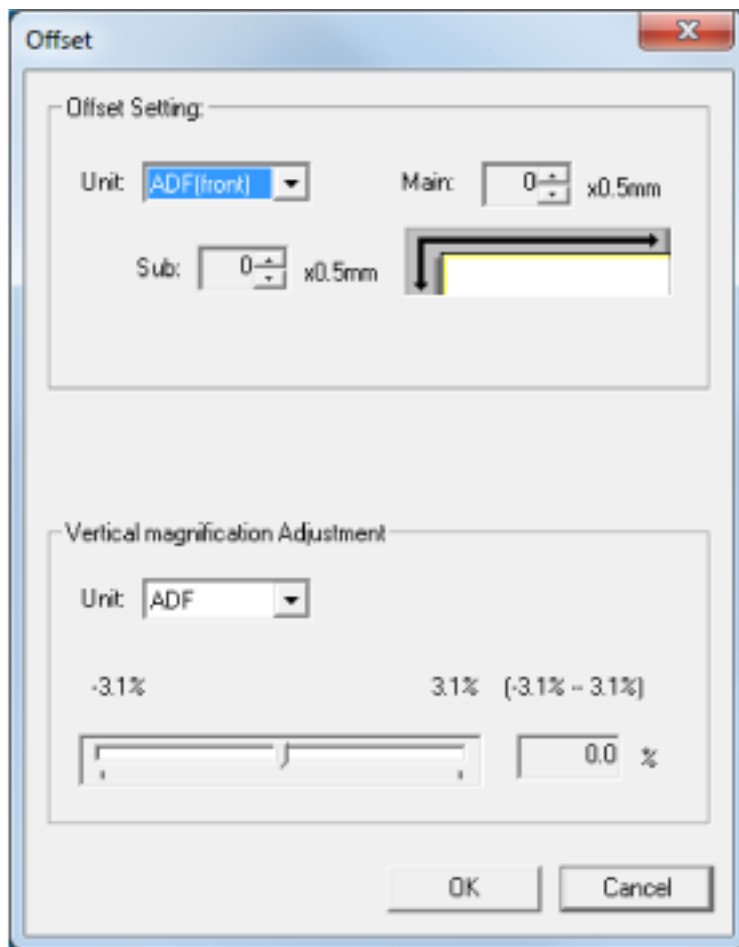 Offset
Offset Setting:
Unit: ADF(front) Main: 0 x0.5mm
Sub: 0 x0.5mm
Vertical magnification Adjustment
Unit: ADF
-3.1% 3.1% (-3.1% -- 3.1%)
0.0 %
OK Cancel